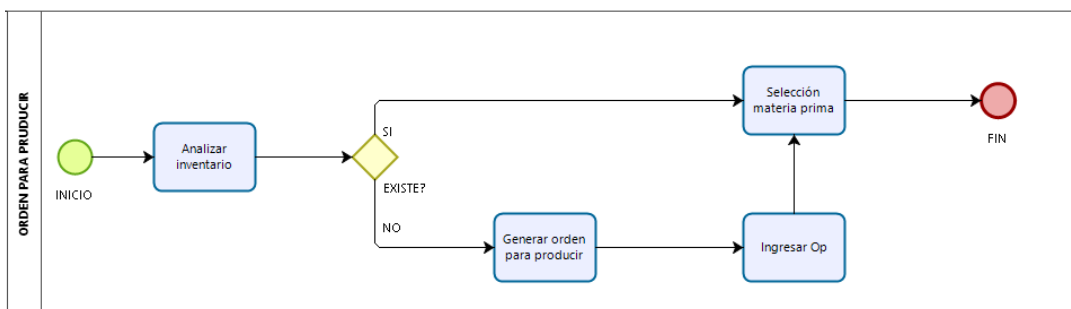 ORDEN PARA PRUDUCIR
INICIO
Analizar
inventario
SI
EXISTE?
NO
Generar orden
para producir
Ingresar Op
Selección
materia prima
FIN